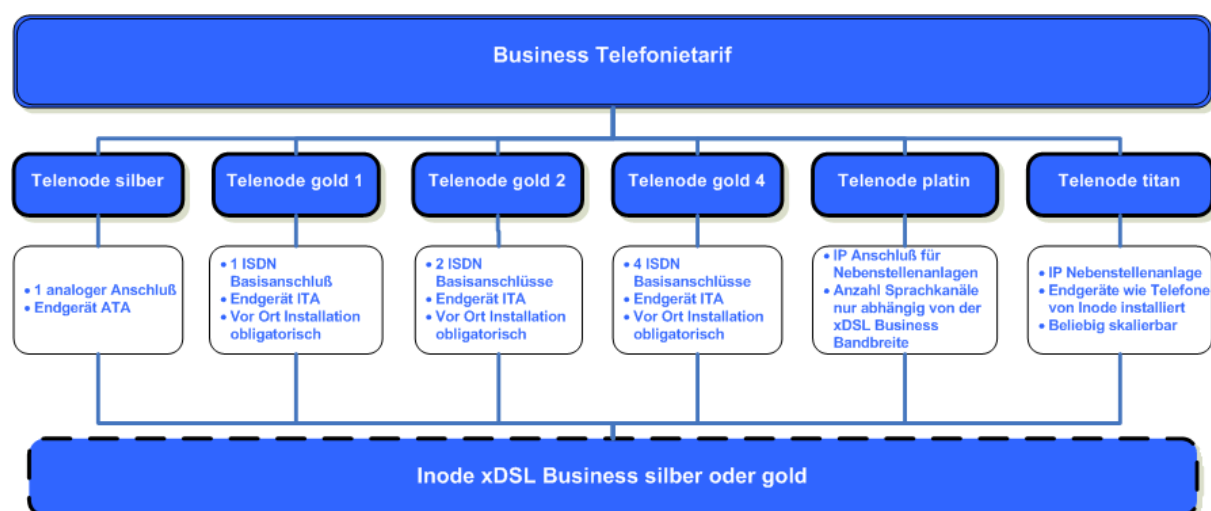 Business Telefonietarif
Telenode silber
Telenode gold 1
Telenode gold 2
Telenode gold 4
Telenode platin
Telenode titan
• 1 analoger Anschluß
• Endgerät ATA
• 1 ISDN
Basisanschluß
• Endgerät ITA
• Vor Ort Installation
obligatorisch
• 2 ISDN
Basisanschlüsse
• Endgerät ITA
• Vor Ort Installation
obligatorisch
• 4 ISDN
Basisanschlüsse
• Endgerät ITA
• Vor Ort Installation
obligatorisch
• IP Anschluß für
Nebenstellenanlagen
• Anzahl Sprachkanäle
nur abhängig von der
xDSL Business
Bandbreite
• IP Nebenstellenanlage
• Endgeräte wie Telefone
von Inode installiert
• Beliebig skalierbar
Inode xDSL Business silber oder gold